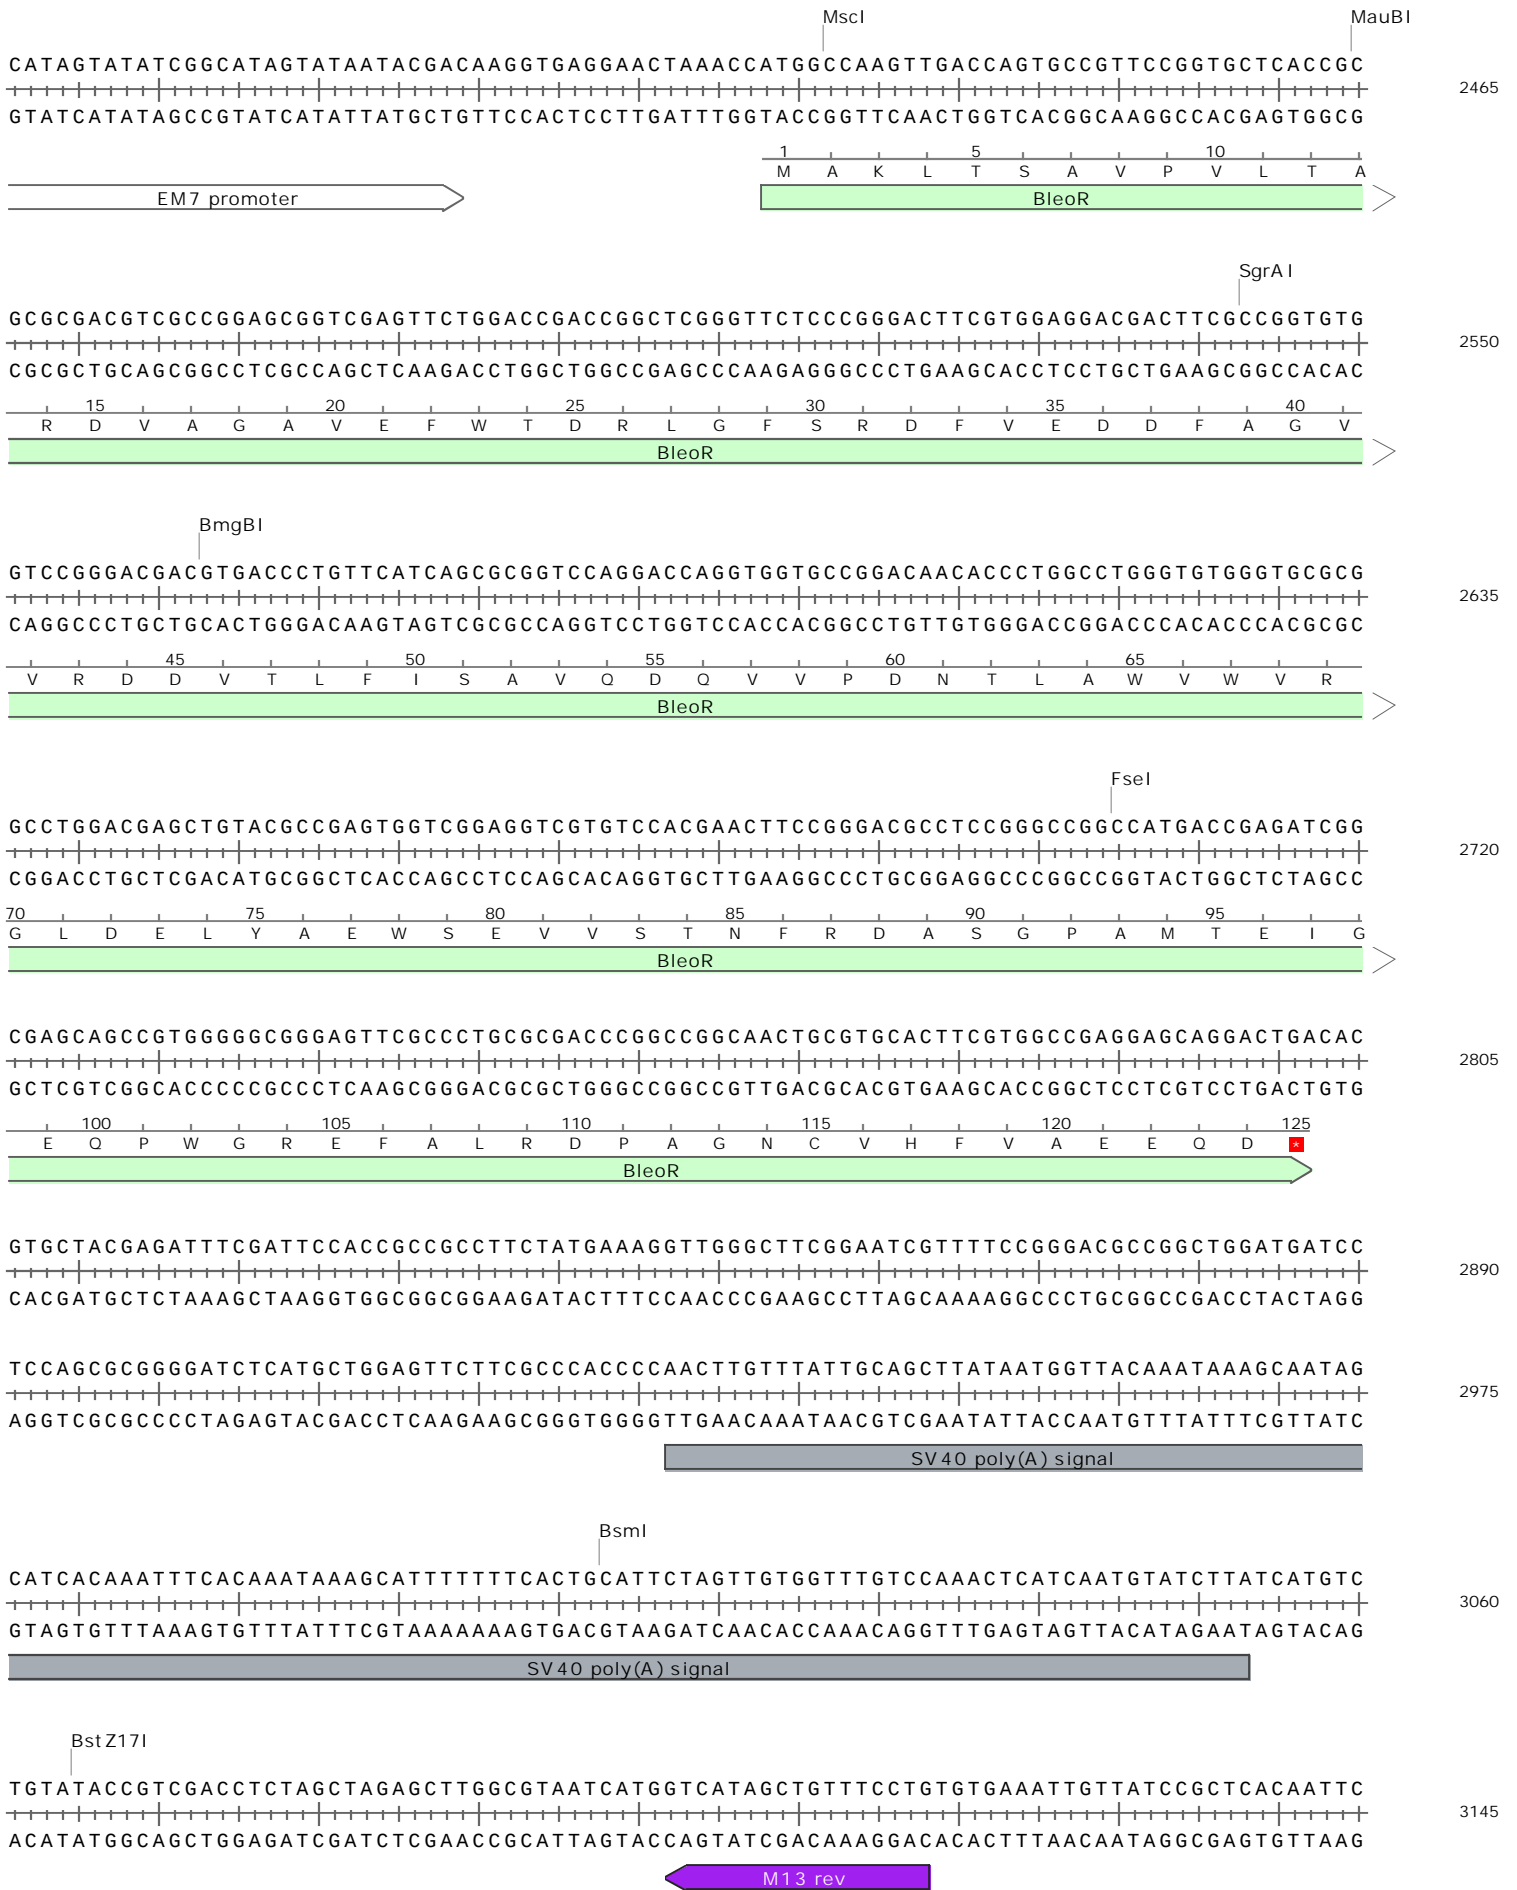 MscI MauBI
CATAGTATATCGGCATAGTATAATACGACAAGGTGAGGAACTAAACCATGGCCAAGTTGACCAGTGCCGTTCCGGTGCTCACCGC
2465
GTATCATATAGCCGTATCATATTATGCTGTTCCACTCCTTGATTTGGTACCGGTTCAACTGGTCACGGCAAGGCCACGAGTGGCG
1 5 10
M A K L T S A V P V L T A
EM7 promoter BleoR
SgrAI
GCGCGACGTCGCCGGAGCGGTCGAGTTCTGGACCGACCGGCTCGGGTTCTCCCGGGACTTCGTGGAGGACGACTTCGCCGGTGTG
2550
CGCGCTGCAGCGGCCTCGCCAGCTCAAGACCTGGCTGGCCGAGCCCAAGAGGGCCCTGAAGCACCTCCTGCTGAAGCGGCCACAC
15 20 25 30 35 40
R D V A G A V E F W T D R L G F S R D F V E D D F A G V
BleoR
BmgBI
GTCCGGGACGACGTGACCCTGTTCATCAGCGCGGTCCAGGACCAGGTGGTGCCGGACAACACCCTGGCCTGGGTGTGGGTGCGCG
2635
CAGGCCCTGCTGCACTGGGACAAGTAGTCGCGCCAGGTCCTGGTCCACCACGGCCTGTTGTGGGACCGGACCCACACCCACGCGC
45 50 55 60 65
V R D D V T L F I S A V Q D Q V V P D N T L A W V W V R
BleoR
FseI
GCCTGGACGAGCTGTACGCCGAGTGGTCGGAGGTCGTGTCCACGAACTTCCGGGACGCCTCCGGGCCGGCCATGACCGAGATCGG
2720
CGGACCTGCTCGACATGCGGCTCACCAGCCTCCAGCACAGGTGCTTGAAGGCCCTGCGGAGGCCCGGCCGGTACTGGCTCTAGCC
70 75 80 85 90 95
G L D E L Y A E W S E V V S T N F R D A S G P A M T E I G
BleoR
CGAGCAGCCGTGGGGGCGGGAGTTCGCCCTGCGCGACCCGGCCGGCAACTGCGTGCACTTCGTGGCCGAGGAGCAGGACTGACAC
2805
GCTCGTCGGCACCCCCGCCCTCAAGCGGGACGCGCTGGGCCGGCCGTTGACGCACGTGAAGCACCGGCTCCTCGTCCTGACTGTG
100 105 110 115 120 125
E Q P W G R E F A L R D P A G N C V H F V A E E Q D *
BleoR
GTGCTACGAGATTTCGATTCCACCGCCGCCTTCTATGAAAGGTTGGGCTTCGGAATCGTTTTCCGGGACGCCGGCTGGATGATCC
2890
CACGATGCTCTAAAGCTAAGGTGGCGGCGGAAGATACTTTCCAACCCGAAGCCTTAGCAAAAGGCCCTGCGGCCGACCTACTAGG
TCCAGCGCGGGGATCTCATGCTGGAGTTCTTCGCCCACCCCAACTTGTTTATTGCAGCTTATAATGGTTACAAATAAAGCAATAG
2975
AGGTCGCGCCCCTAGAGTACGACCTCAAGAAGCGGGTGGGGTTGAACAAATAACGTCGAATATTACCAATGTTTATTTCGTTATC
SV40 poly(A) signal
BsmI
CATCACAAATTTCACAAATAAAGCATTTTTTTCACTGCATTCTAGTTGTGGTTTGTCCAAACTCATCAATGTATCTTATCATGTC
3060
GTAGTGTTTAAAGTGTTTATTTCGTAAAAAAAGTGACGTAAGATCAACACCAAACAGGTTTGAGTAGTTACATAGAATAGTACAG
SV40 poly(A) signal
BstZ17I
TGTATACCGTCGACCTCTAGCTAGAGCTTGGCGTAATCATGGTCATAGCTGTTTCCTGTGTGAAATTGTTATCCGCTCACAATTC
3145
ACATATGGCAGCTGGAGATCGATCTCGAACCGCATTAGTACCAGTATCGACAAAGGACACACTTTAACAATAGGCGAGTGTTAAG
M13 rev